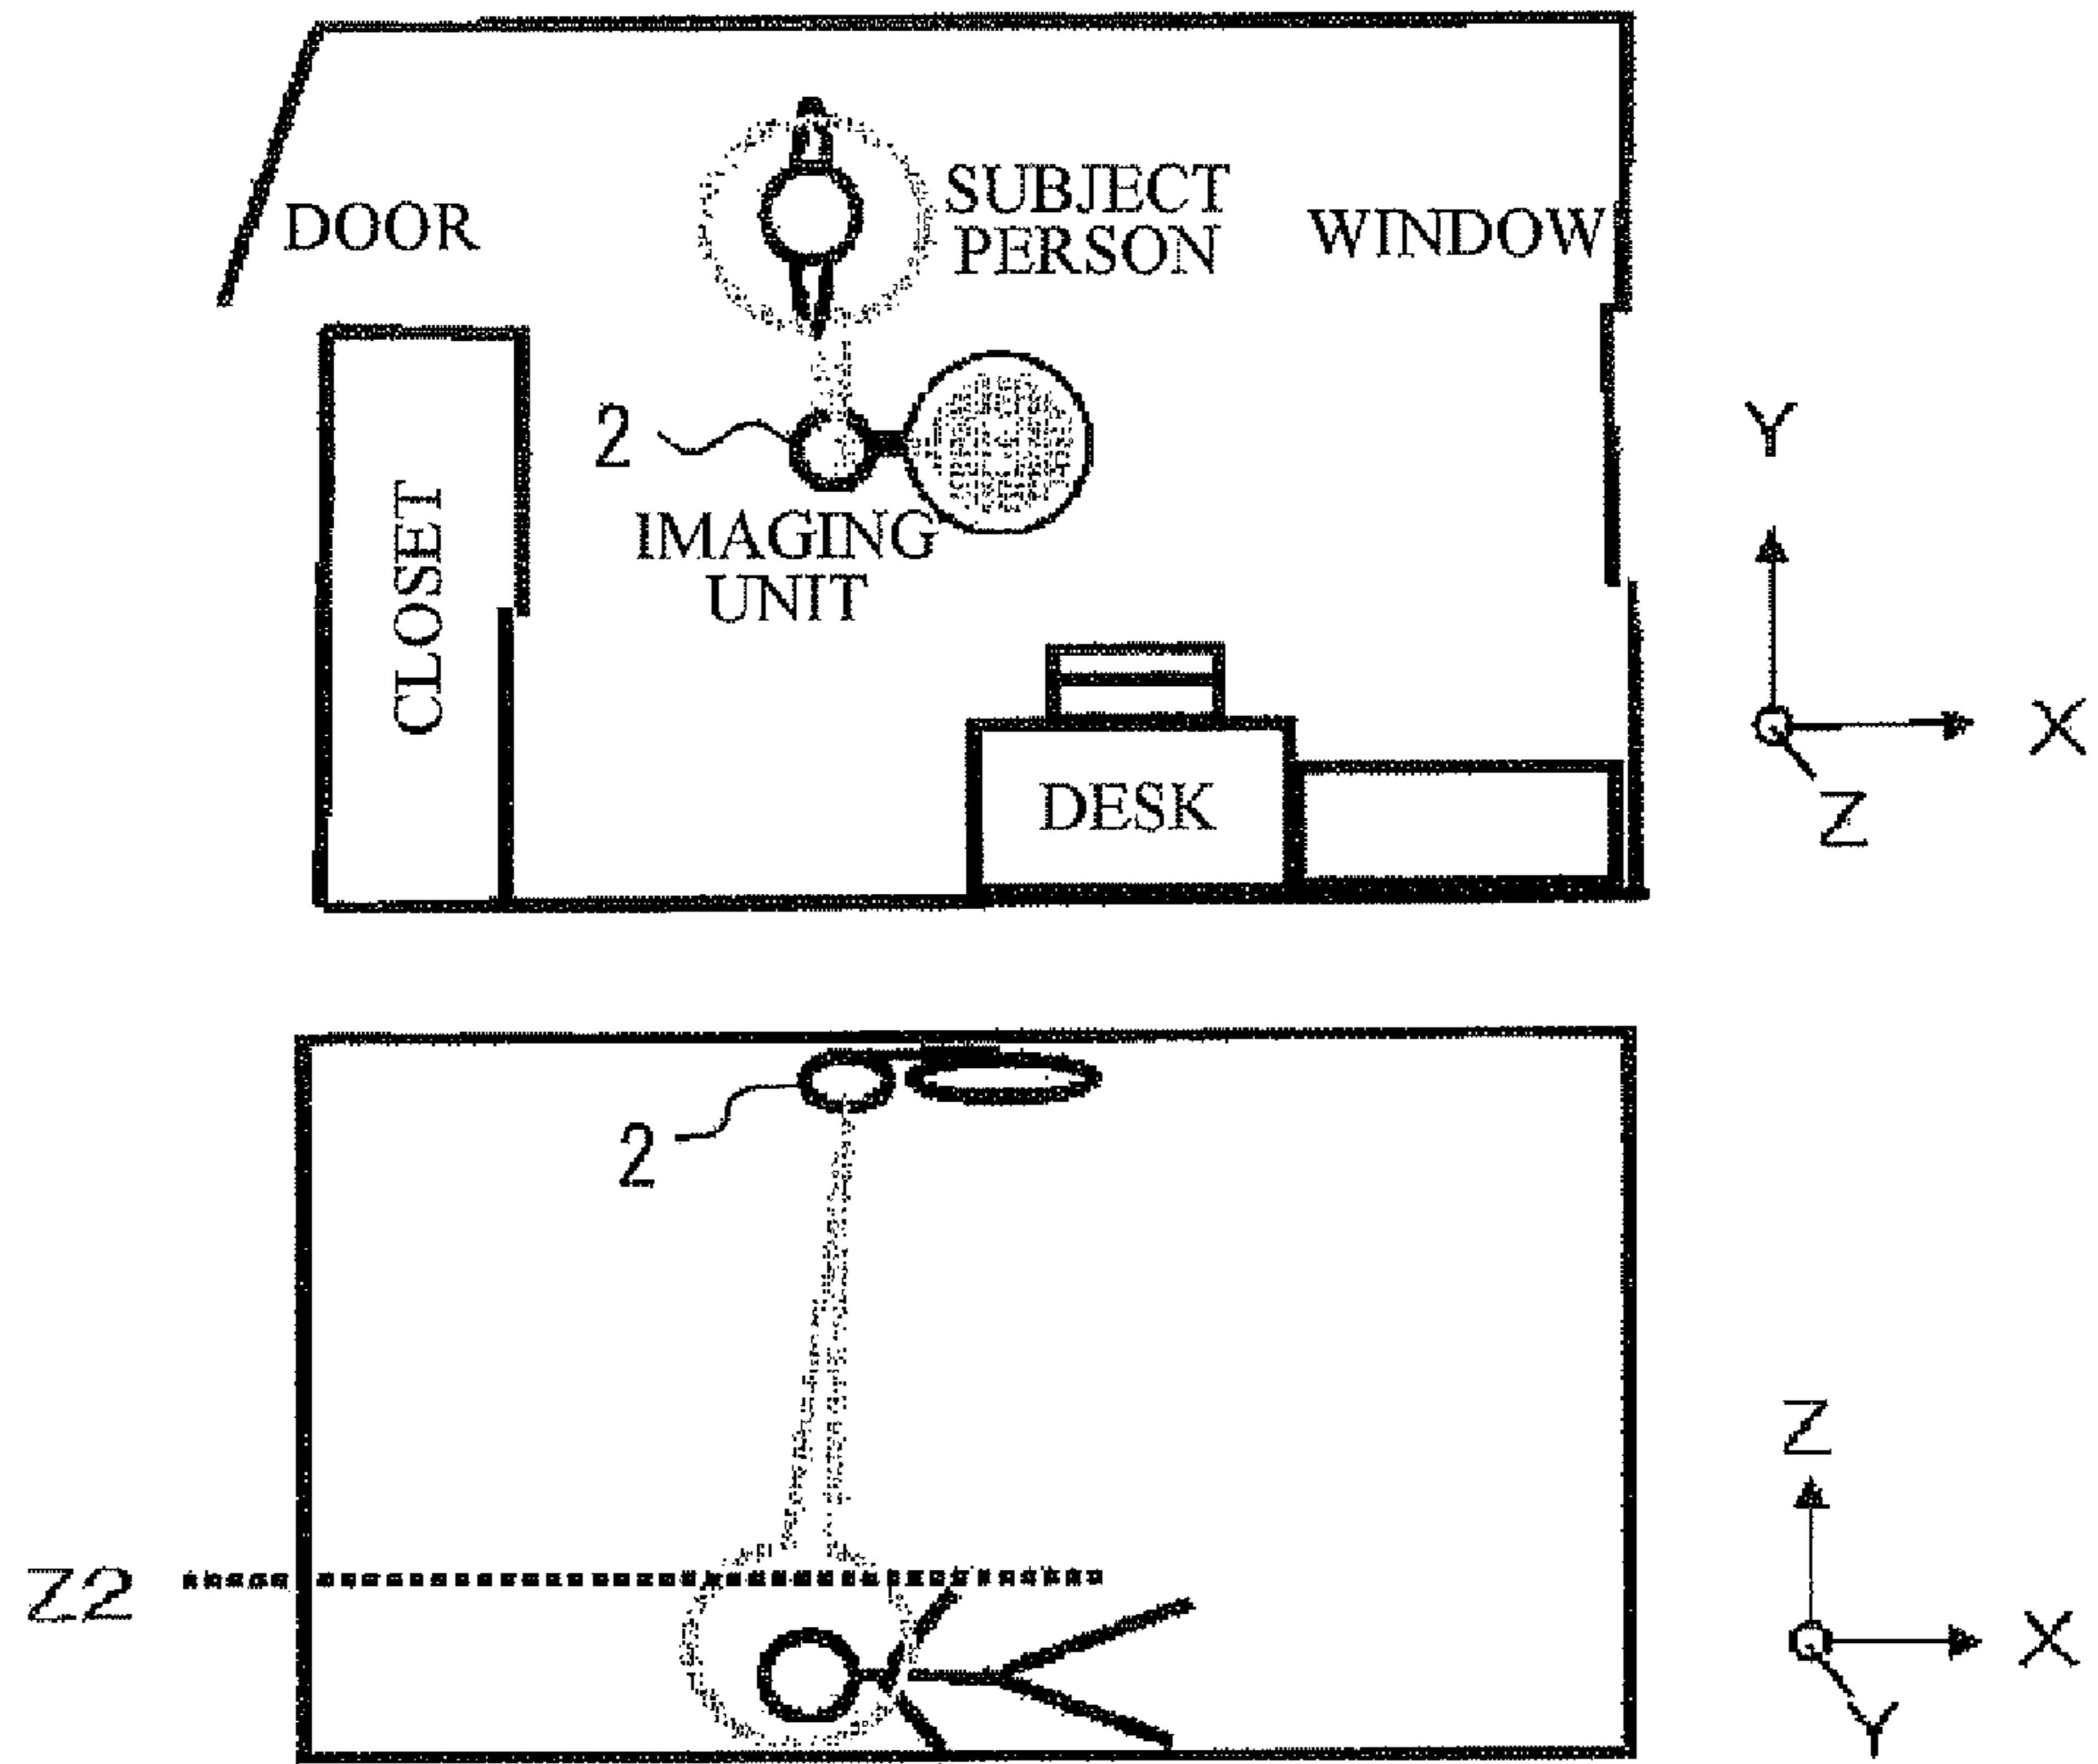 DOOR
SUBJECT
PERSON
WINDOW
2
IMAGING
UNIT
CLOSET
DESK
Y
X
Z
2
Z2
Z
X
Y